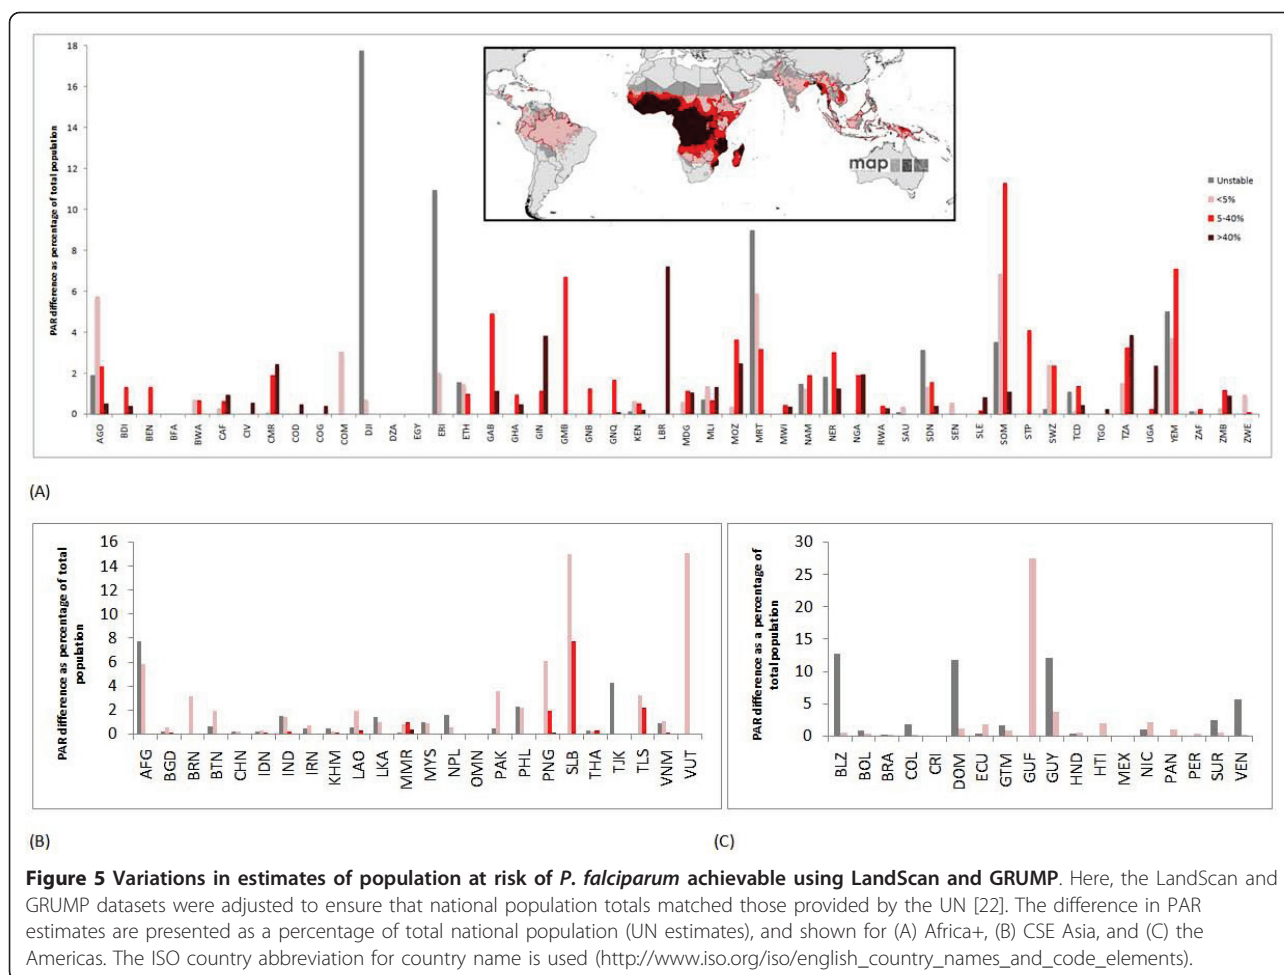 18
16
14
12
10
8
6
4
2
0
PAR difference as percentage of total population
map
Unstable
<5%
5-40%
>40%
AGO BDI BEN BFA BWA CAF CIV CMR COD COG COM DJI DZA EGY ERI ETH GAB GHA GIN GMB GNB GNQ KEN LBR MDG MLI MOZ MRT MWI NAM NER NGA RWA SAU SDN SEN SLE SOM STP SWZ TCD TGO TZA UGA YEM ZAF ZMB ZWE
(A)
PAR difference as percentage of total
population
16
14
12
10
8
6
4
2
0
AFG BGD BRN BTN CHN IDN IND IRN KHM LAO LKA MMR MYS NPL OMN PAK PHL PNG SLB THA TJK TLS VNM VUT
(B)
PAR difference as a percentage of
total population
30
25
20
15
10
5
0
BLZ BOL BRA COL CRI DOM ECU GTM GUF GUY HND HTI MEX NIC PAN PER SUR VEN
(C)
Figure 5 Variations in estimates of population at risk of P. falciparum achievable using LandScan and GRUMP. Here, the LandScan and
GRUMP datasets were adjusted to ensure that national population totals matched those provided by the UN [22]. The difference in PAR
estimates are presented as a percentage of total national population (UN estimates), and shown for (A) Africa+, (B) CSE Asia, and (C) the
Americas. The ISO country abbreviation for country name is used (http://www.iso.org/iso/english_country_names_and_code_elements).